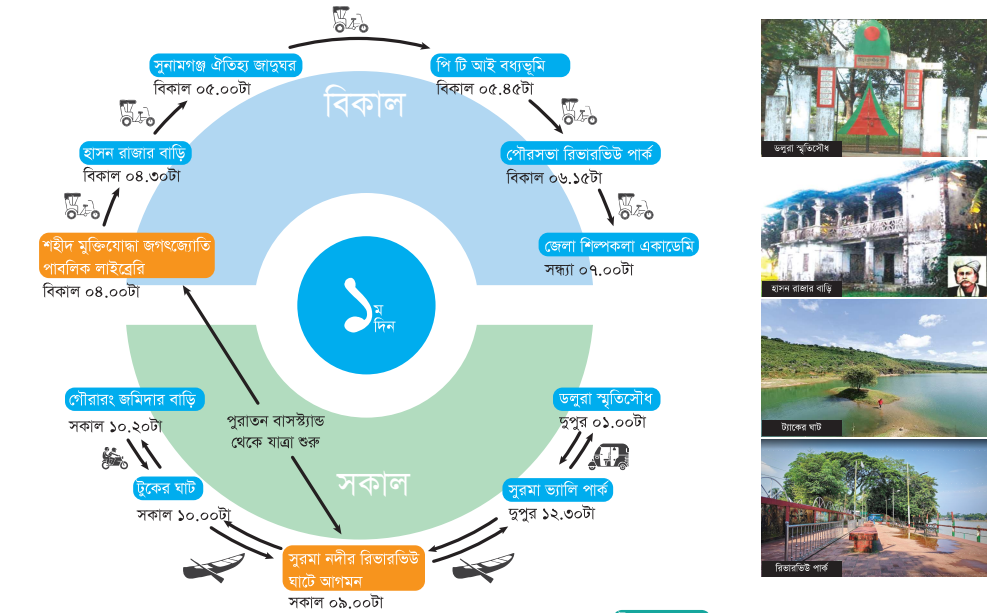 সুনামগঞ্জ ঐতিহ্য জাদুঘর
বিকাল ০৫.০০টা
পি টি আই বধ্যভূমি
বিকাল ০৫.৪৫টা
বিকাল
হাসন রাজার বাড়ি
বিকাল ০৪.৩০টা
পৌরসভা রিভারভিউ পার্ক
বিকাল ০৬.১৫টা
শহীদ মুক্তিযোদ্ধা জগৎজ্যোতি
পাবলিক লাইব্রেরি
বিকাল ০৪.০০টা
জেলা শিল্পকলা একাডেমি
সন্ধ্যা ০৭.০০টা
১ম
দিন
গৌরারং জমিদার বাড়ি
সকাল ১০.২০টা
পুরাতন বাসস্ট্যান্ড
থেকে যাত্রা শুরু
ডলুরা স্মৃতিসৌধ
দুপুর ০১.০০টা
সকাল
টুকের ঘাট
সকাল ১০.০০টা
সুরমা ভ্যালি পার্ক
দুপুর ১২.৩০টা
সুরমা নদীর রিভারভিউ
ঘাটে আগমন
সকাল ০৯.০০টা
ডলুরা স্মৃতিসৌধ
হাসন রাজার বাড়ি
ট্যাকের ঘাট
রিভারভিউ পার্ক